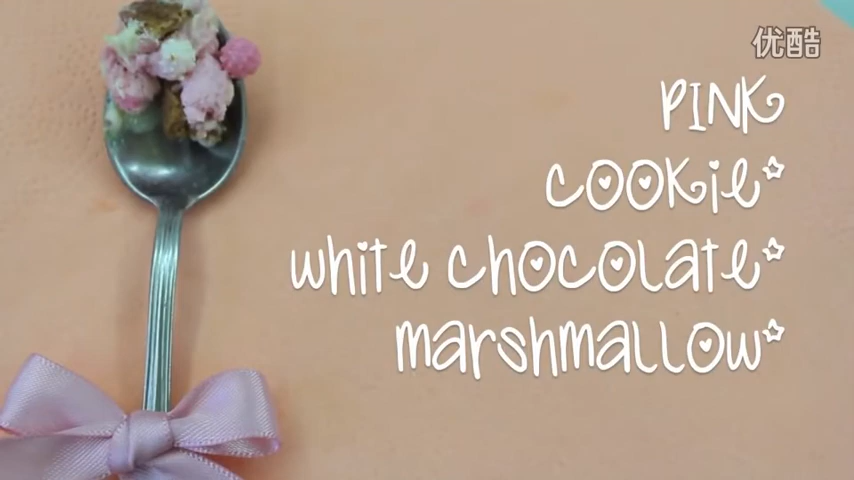 优酷
PINK
COOKie*
white chocolate*
marshmallow*